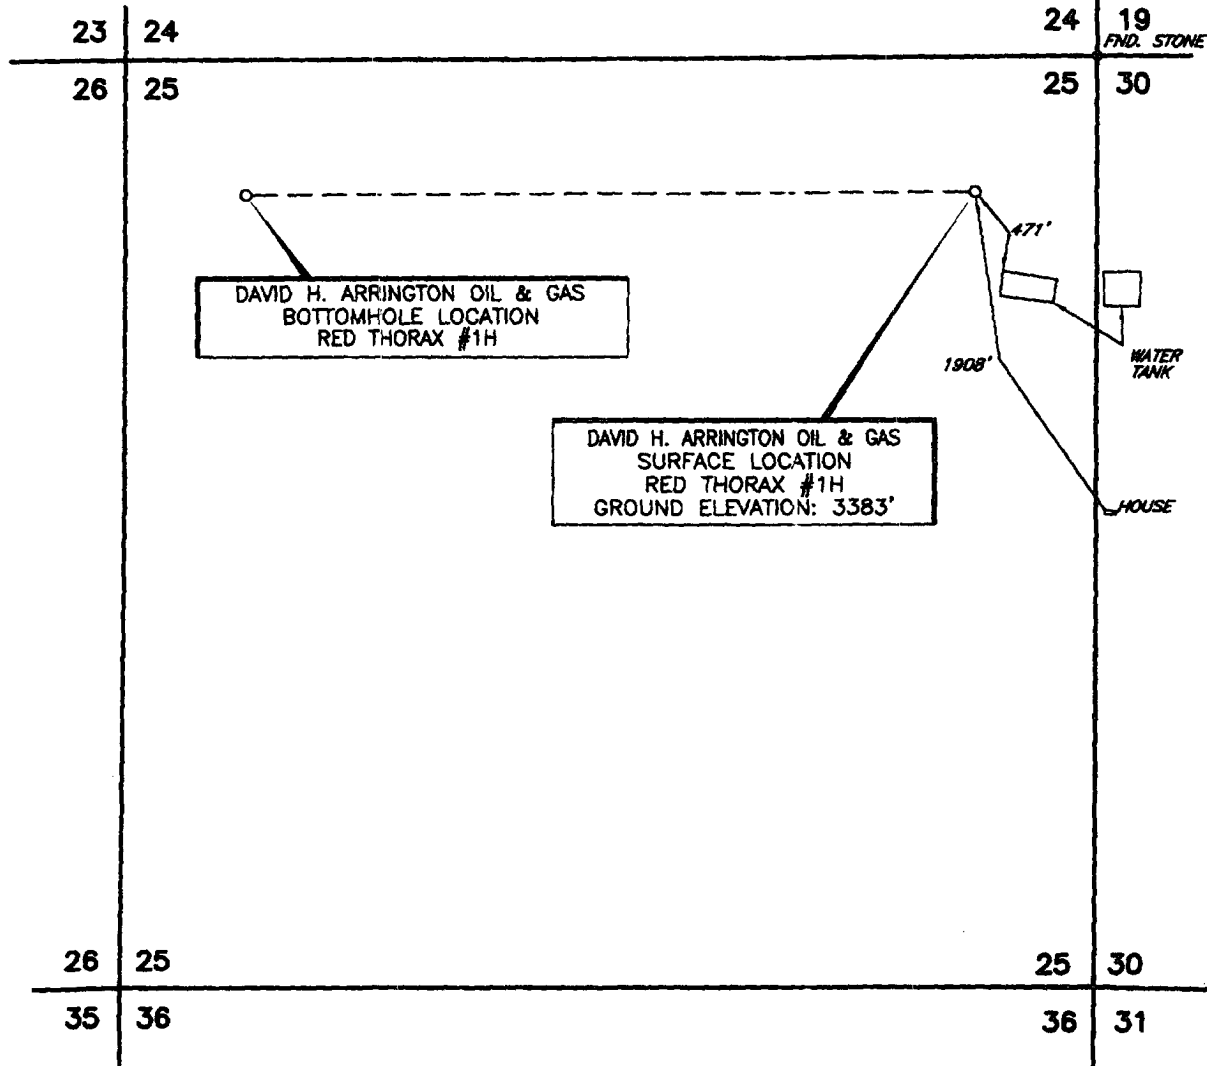 23 24
24 19
FND. STONE
26 25
25 30
471'
DAVID H. ARRINGTON OIL & GAS
BOTTOMHOLE LOCATION
RED THORAX #1H
WATER
TANK
1908'
DAVID H. ARRINGTON OIL & GAS
SURFACE LOCATION
RED THORAX #1H
GROUND ELEVATION: 3383'
HOUSE
26 25
25 30
35 36
36 31